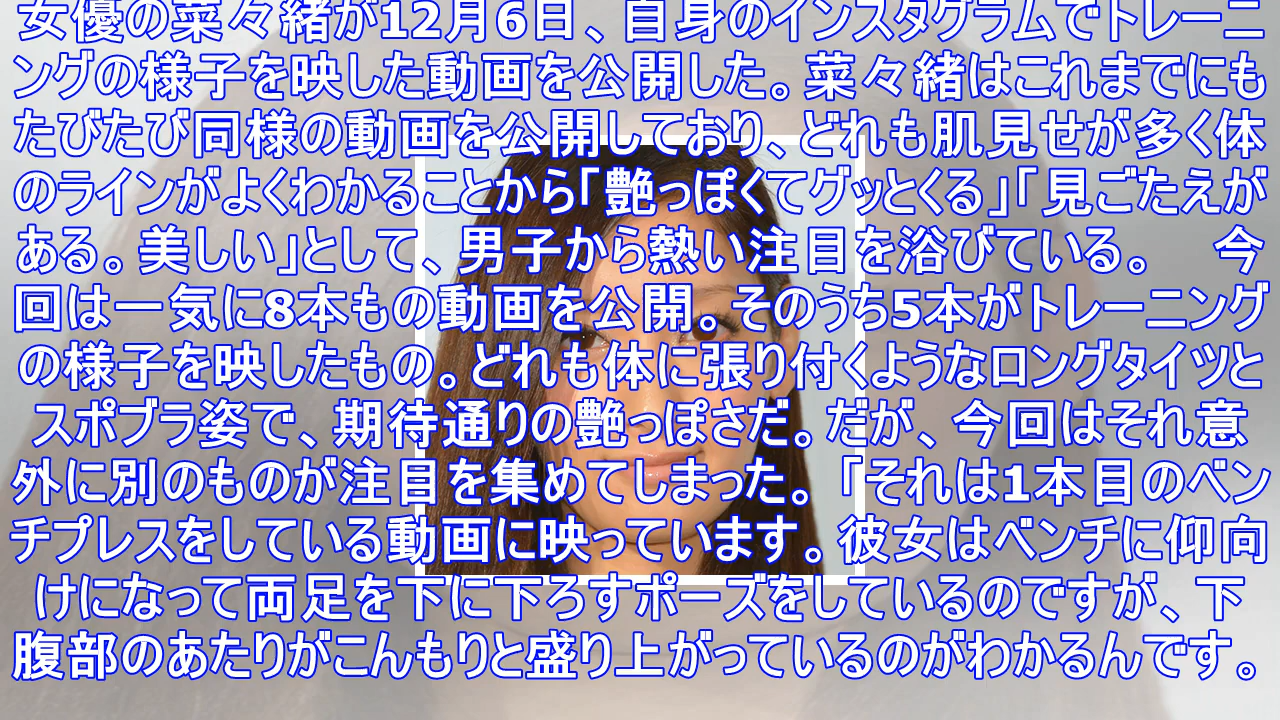 女優の菜々緒が12月6日、自身のインスタグラムでトレーニ
ングの様子を映した動画を公開した。菜々緒はこれまでにも
たびたび同様の動画を公開しており、どれも肌見せが多く体
のラインがよくわかることから「艶っぽくてグッとくる」「見ごたえが
ある。美しい」として、男子から熱い注目を浴びている。　今
回は一気に8本もの動画を公開。そのうち5本がトレーニング
の様子を映したもの。どれも体に張り付くようなロングタイツと
スポブラ姿で、期待通りの艶っぽさだ。だが、今回はそれ意
外に別のものが注目を集めてしまった。「それは1本目のベン
チプレスをしている動画に映っています。彼女はベンチに仰向
けになって両足を下に下ろすポーズをしているのですが、下
腹部のあたりがこんもりと盛り上がっているのがわかるんです。